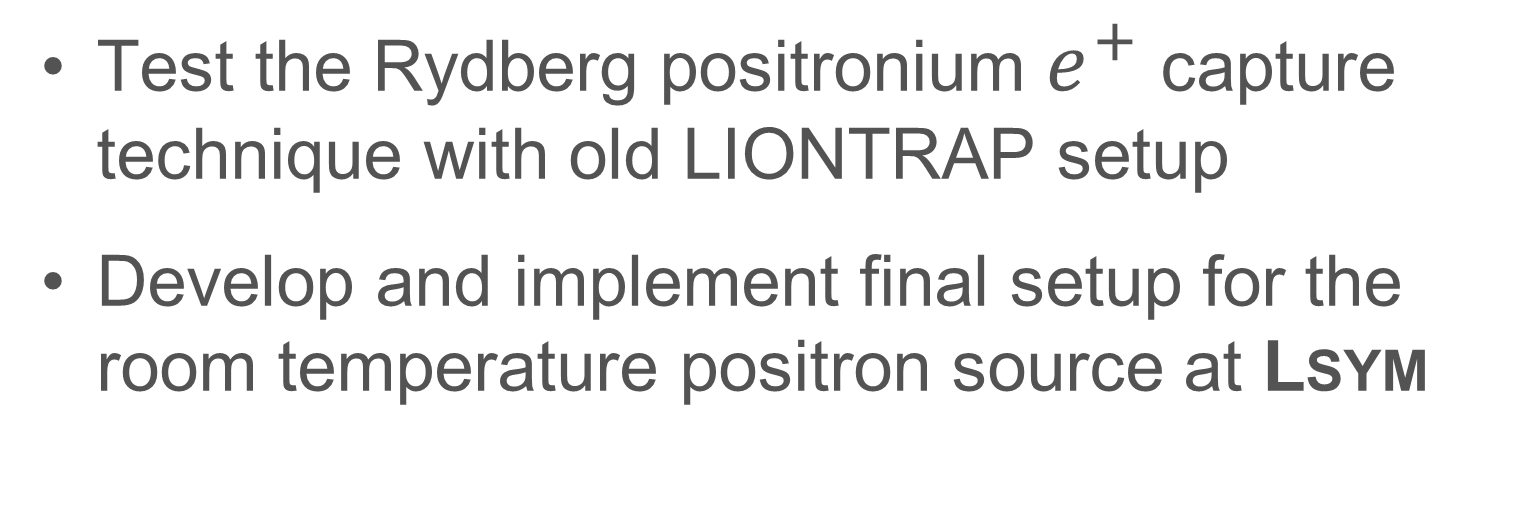 • Test the Rydberg positronium e⁺ capture
technique with old LIONTRAP setup
• Develop and implement final setup for the
room temperature positron source at LSYM